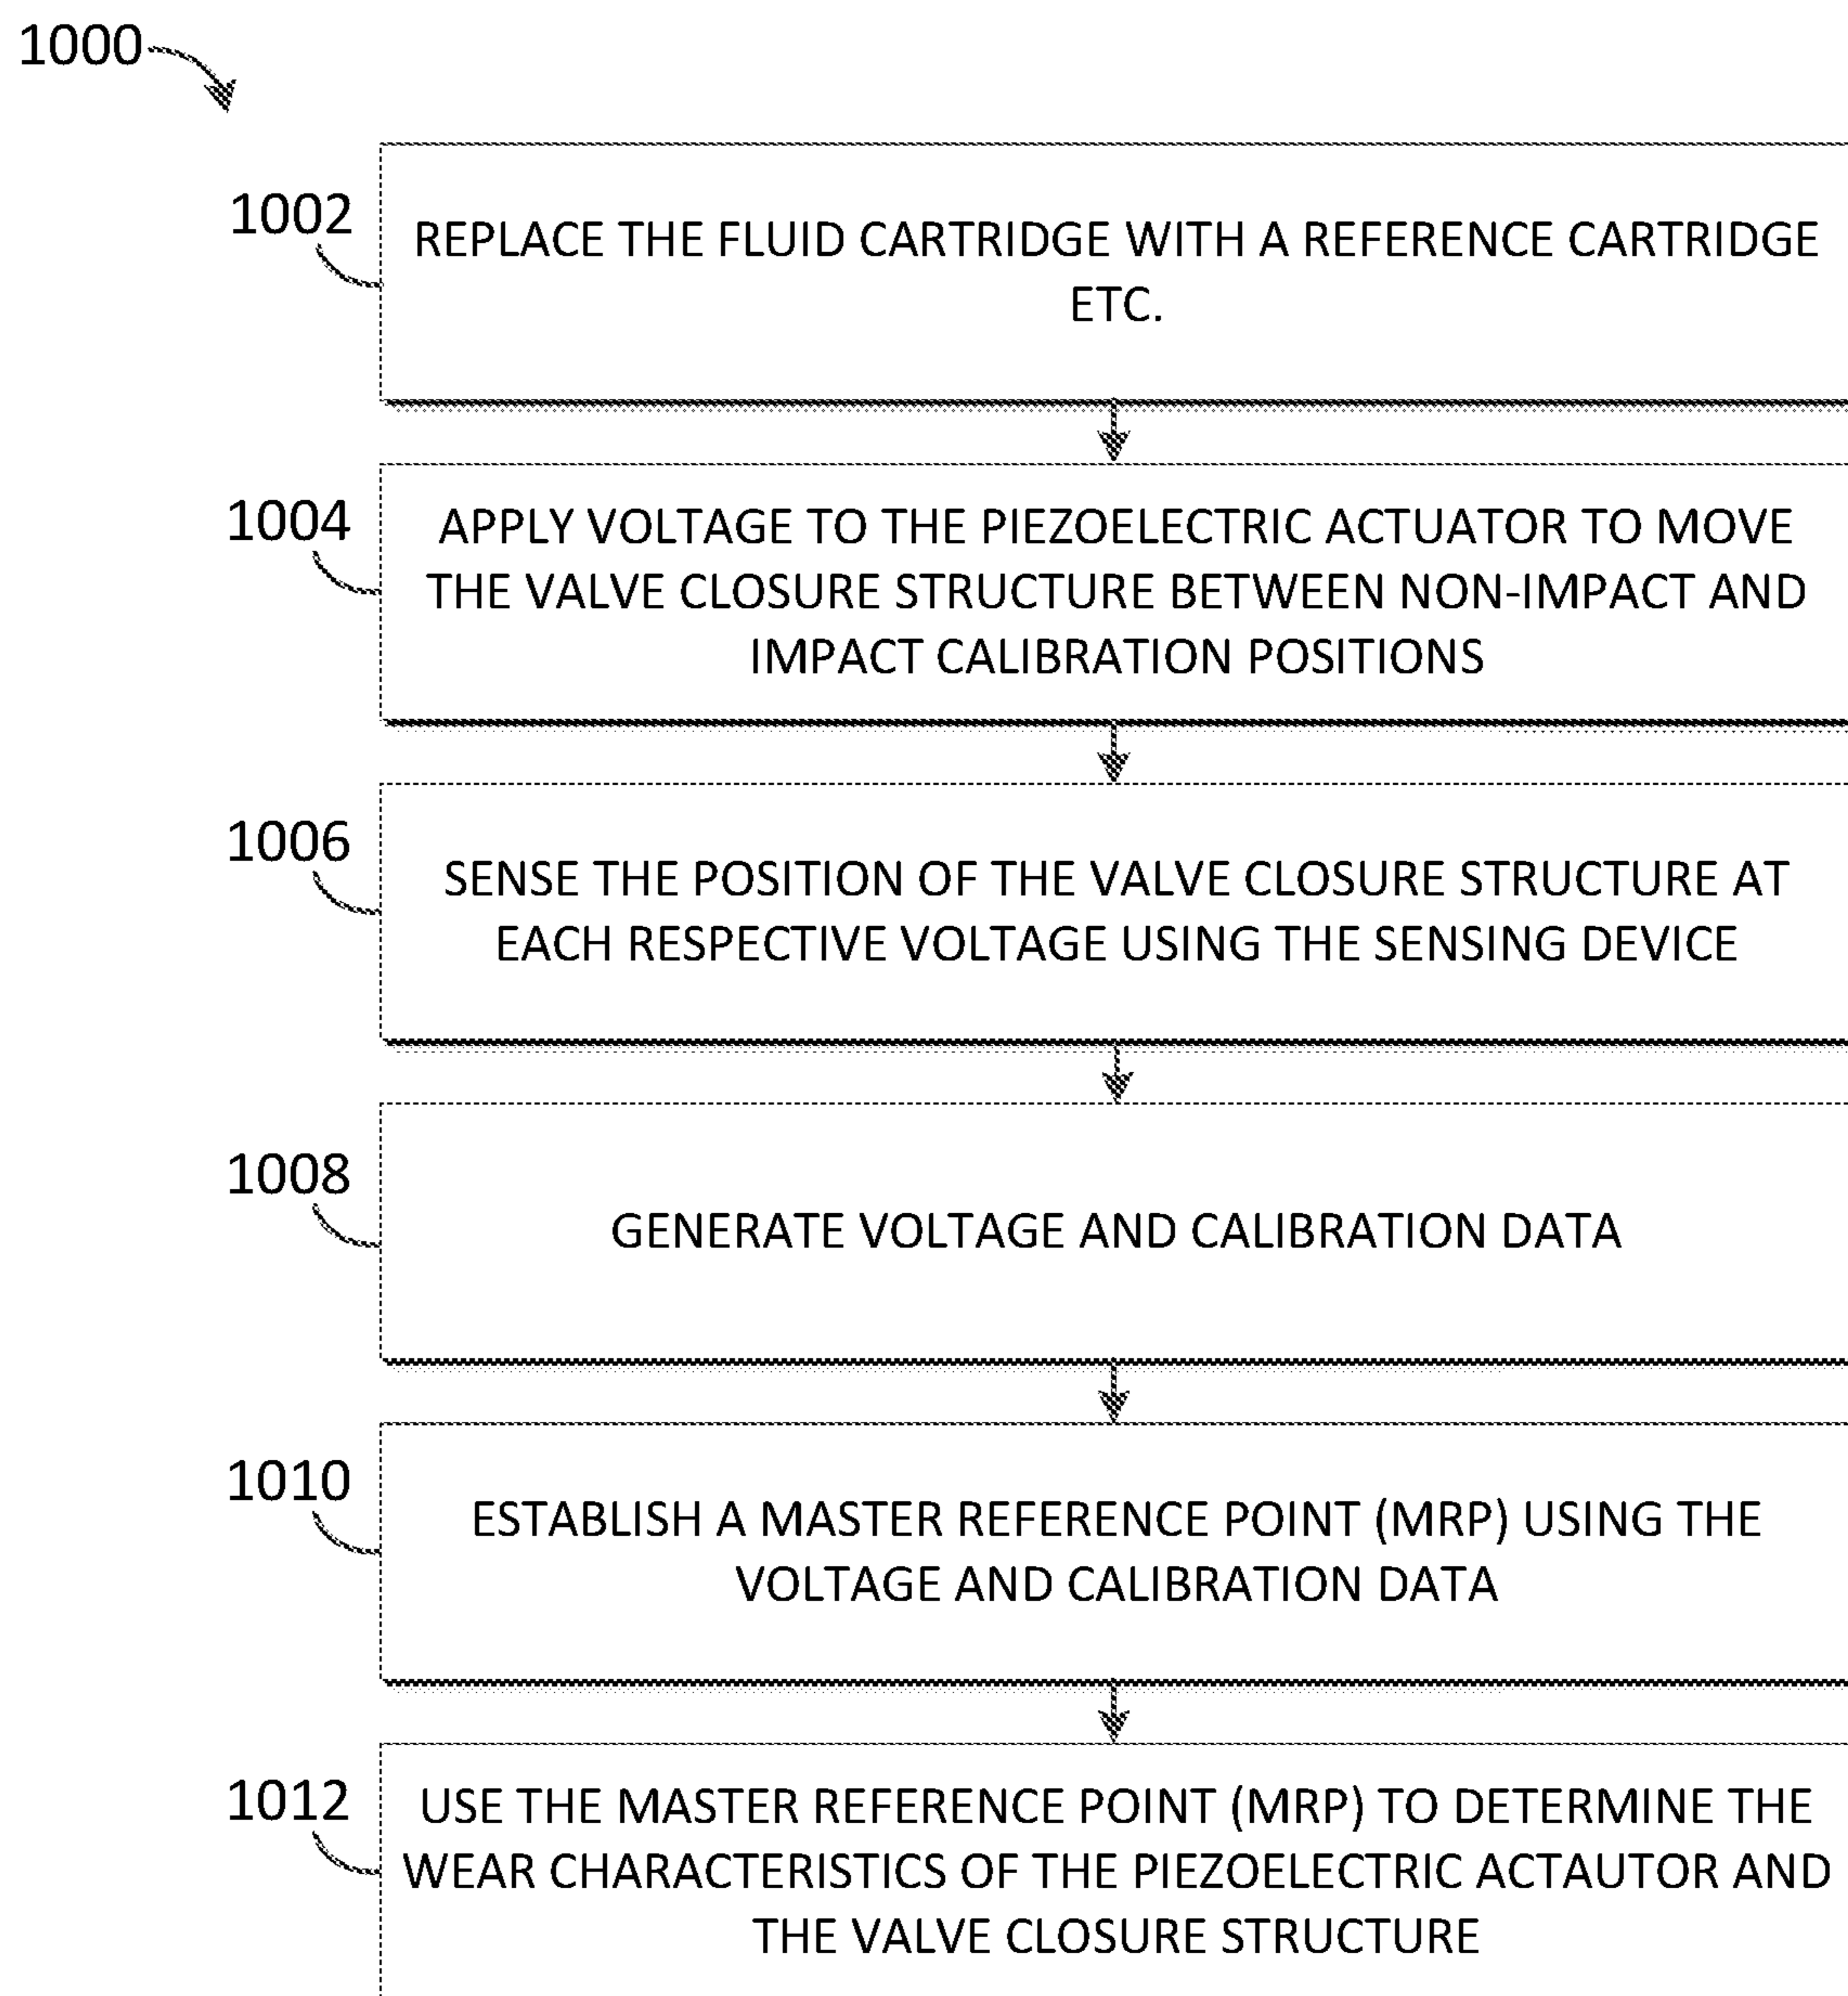 1000
1002
REPLACE THE FLUID CARTRIDGE WITH A REFERENCE CARTRIDGE
ETC.
1004
APPLY VOLTAGE TO THE PIEZOELECTRIC ACTUATOR TO MOVE
THE VALVE CLOSURE STRUCTURE BETWEEN NON-IMPACT AND
IMPACT CALIBRATION POSITIONS
1006
SENSE THE POSITION OF THE VALVE CLOSURE STRUCTURE AT
EACH RESPECTIVE VOLTAGE USING THE SENSING DEVICE
1008
GENERATE VOLTAGE AND CALIBRATION DATA
1010
ESTABLISH A MASTER REFERENCE POINT (MRP) USING THE
VOLTAGE AND CALIBRATION DATA
1012
USE THE MASTER REFERENCE POINT (MRP) TO DETERMINE THE
WEAR CHARACTERISTICS OF THE PIEZOELECTRIC ACTAUTOR AND
THE VALVE CLOSURE STRUCTURE